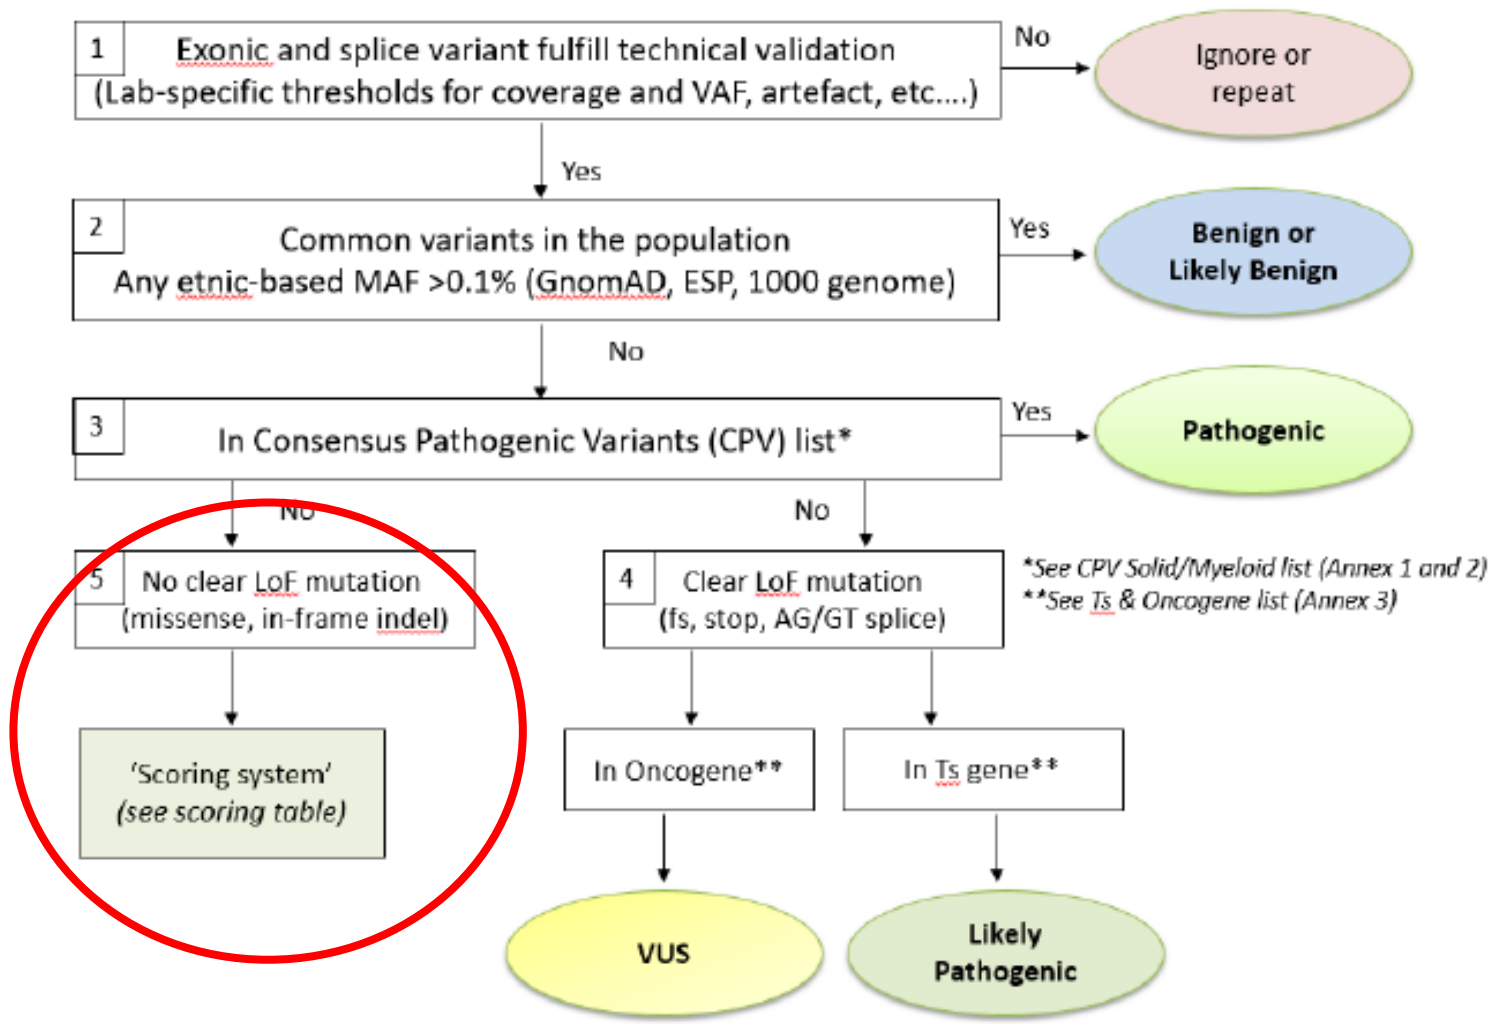 1
Exonic and splice variant fulfill technical validation
(Lab-specific thresholds for coverage and VAF, artefact, etc....)
No
Ignore or
repeat
Yes
2
Common variants in the population
Any etnic-based MAF >0.1% (GnomAD, ESP, 1000 genome)
Yes
Benign or
Likely Benign
No
3
In Consensus Pathogenic Variants (CPV) list*
Yes
Pathogenic
No
No
5
No clear LoF mutation
(missense, in-frame indel)
4
Clear LoF mutation
(fs, stop, AG/GT splice)
*See CPV Solid/Myeloid list (Annex 1 and 2)
**See Ts & Oncogene list (Annex 3)
‘Scoring system’
(see scoring table)
In Oncogene**
In Ts gene**
VUS
Likely
Pathogenic